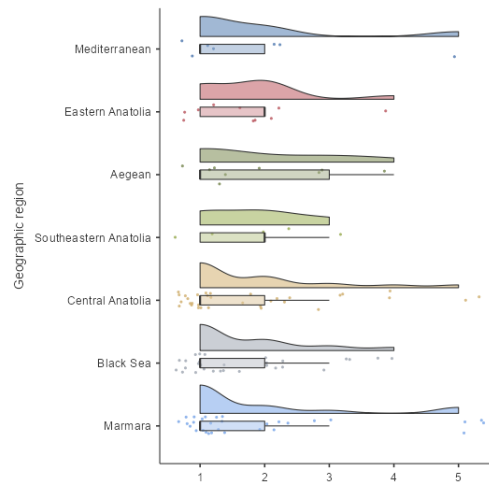 Geographic region
Mediterranean
Eastern Anatolia
Aegean
Southeastern Anatolia
Central Anatolia
Black Sea
Marmara
1 2 3 4 5